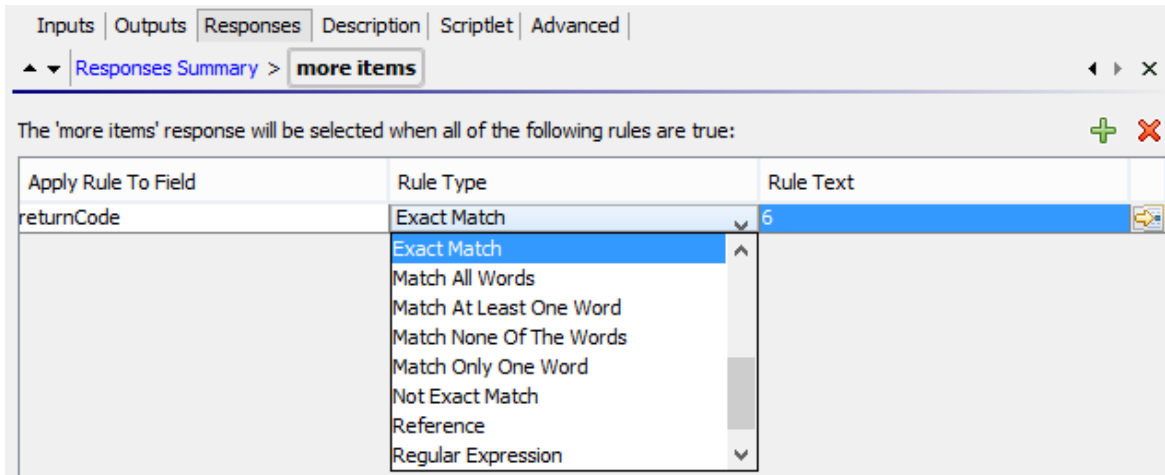 Inputs Outputs Responses Description Scriptlet Advanced
Responses Summary > more items
The 'more items' response will be selected when all of the following rules are true:
Apply Rule To Field Rule Type Rule Text
returnCode Exact Match 6
Exact Match
Match All Words
Match At Least One Word
Match None Of The Words
Match Only One Word
Not Exact Match
Reference
Regular Expression